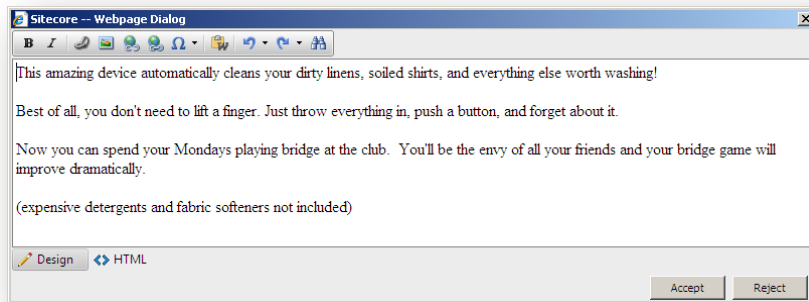 Sitecore -- Webpage Dialog
B I Ω
This amazing device automatically cleans your dirty linens, soiled shirts, and everything else worth washing!
Best of all, you don't need to lift a finger. Just throw everything in, push a button, and forget about it.
Now you can spend your Mondays playing bridge at the club.  You'll be the envy of all your friends and your bridge game will
improve dramatically.
(expensive detergents and fabric softeners not included)
Design HTML
Accept Reject